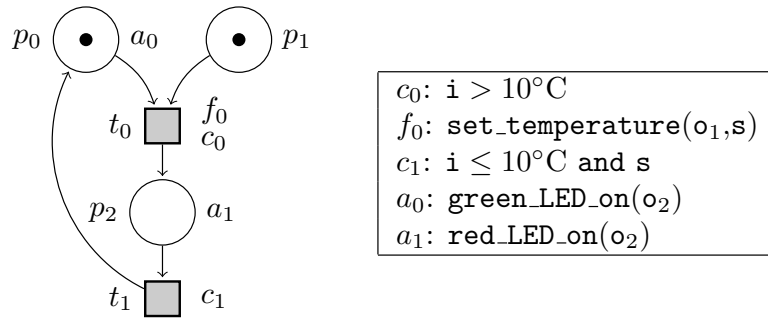 p₀ a₀ p₁
t₀ f₀
c₀
p₂ a₁
t₁ c₁
c₀: i > 10°C
f₀: set_temperature(o₁,s)
c₁: i ≤ 10°C and s
a₀: green_LED_on(o₂)
a₁: red_LED_on(o₂)